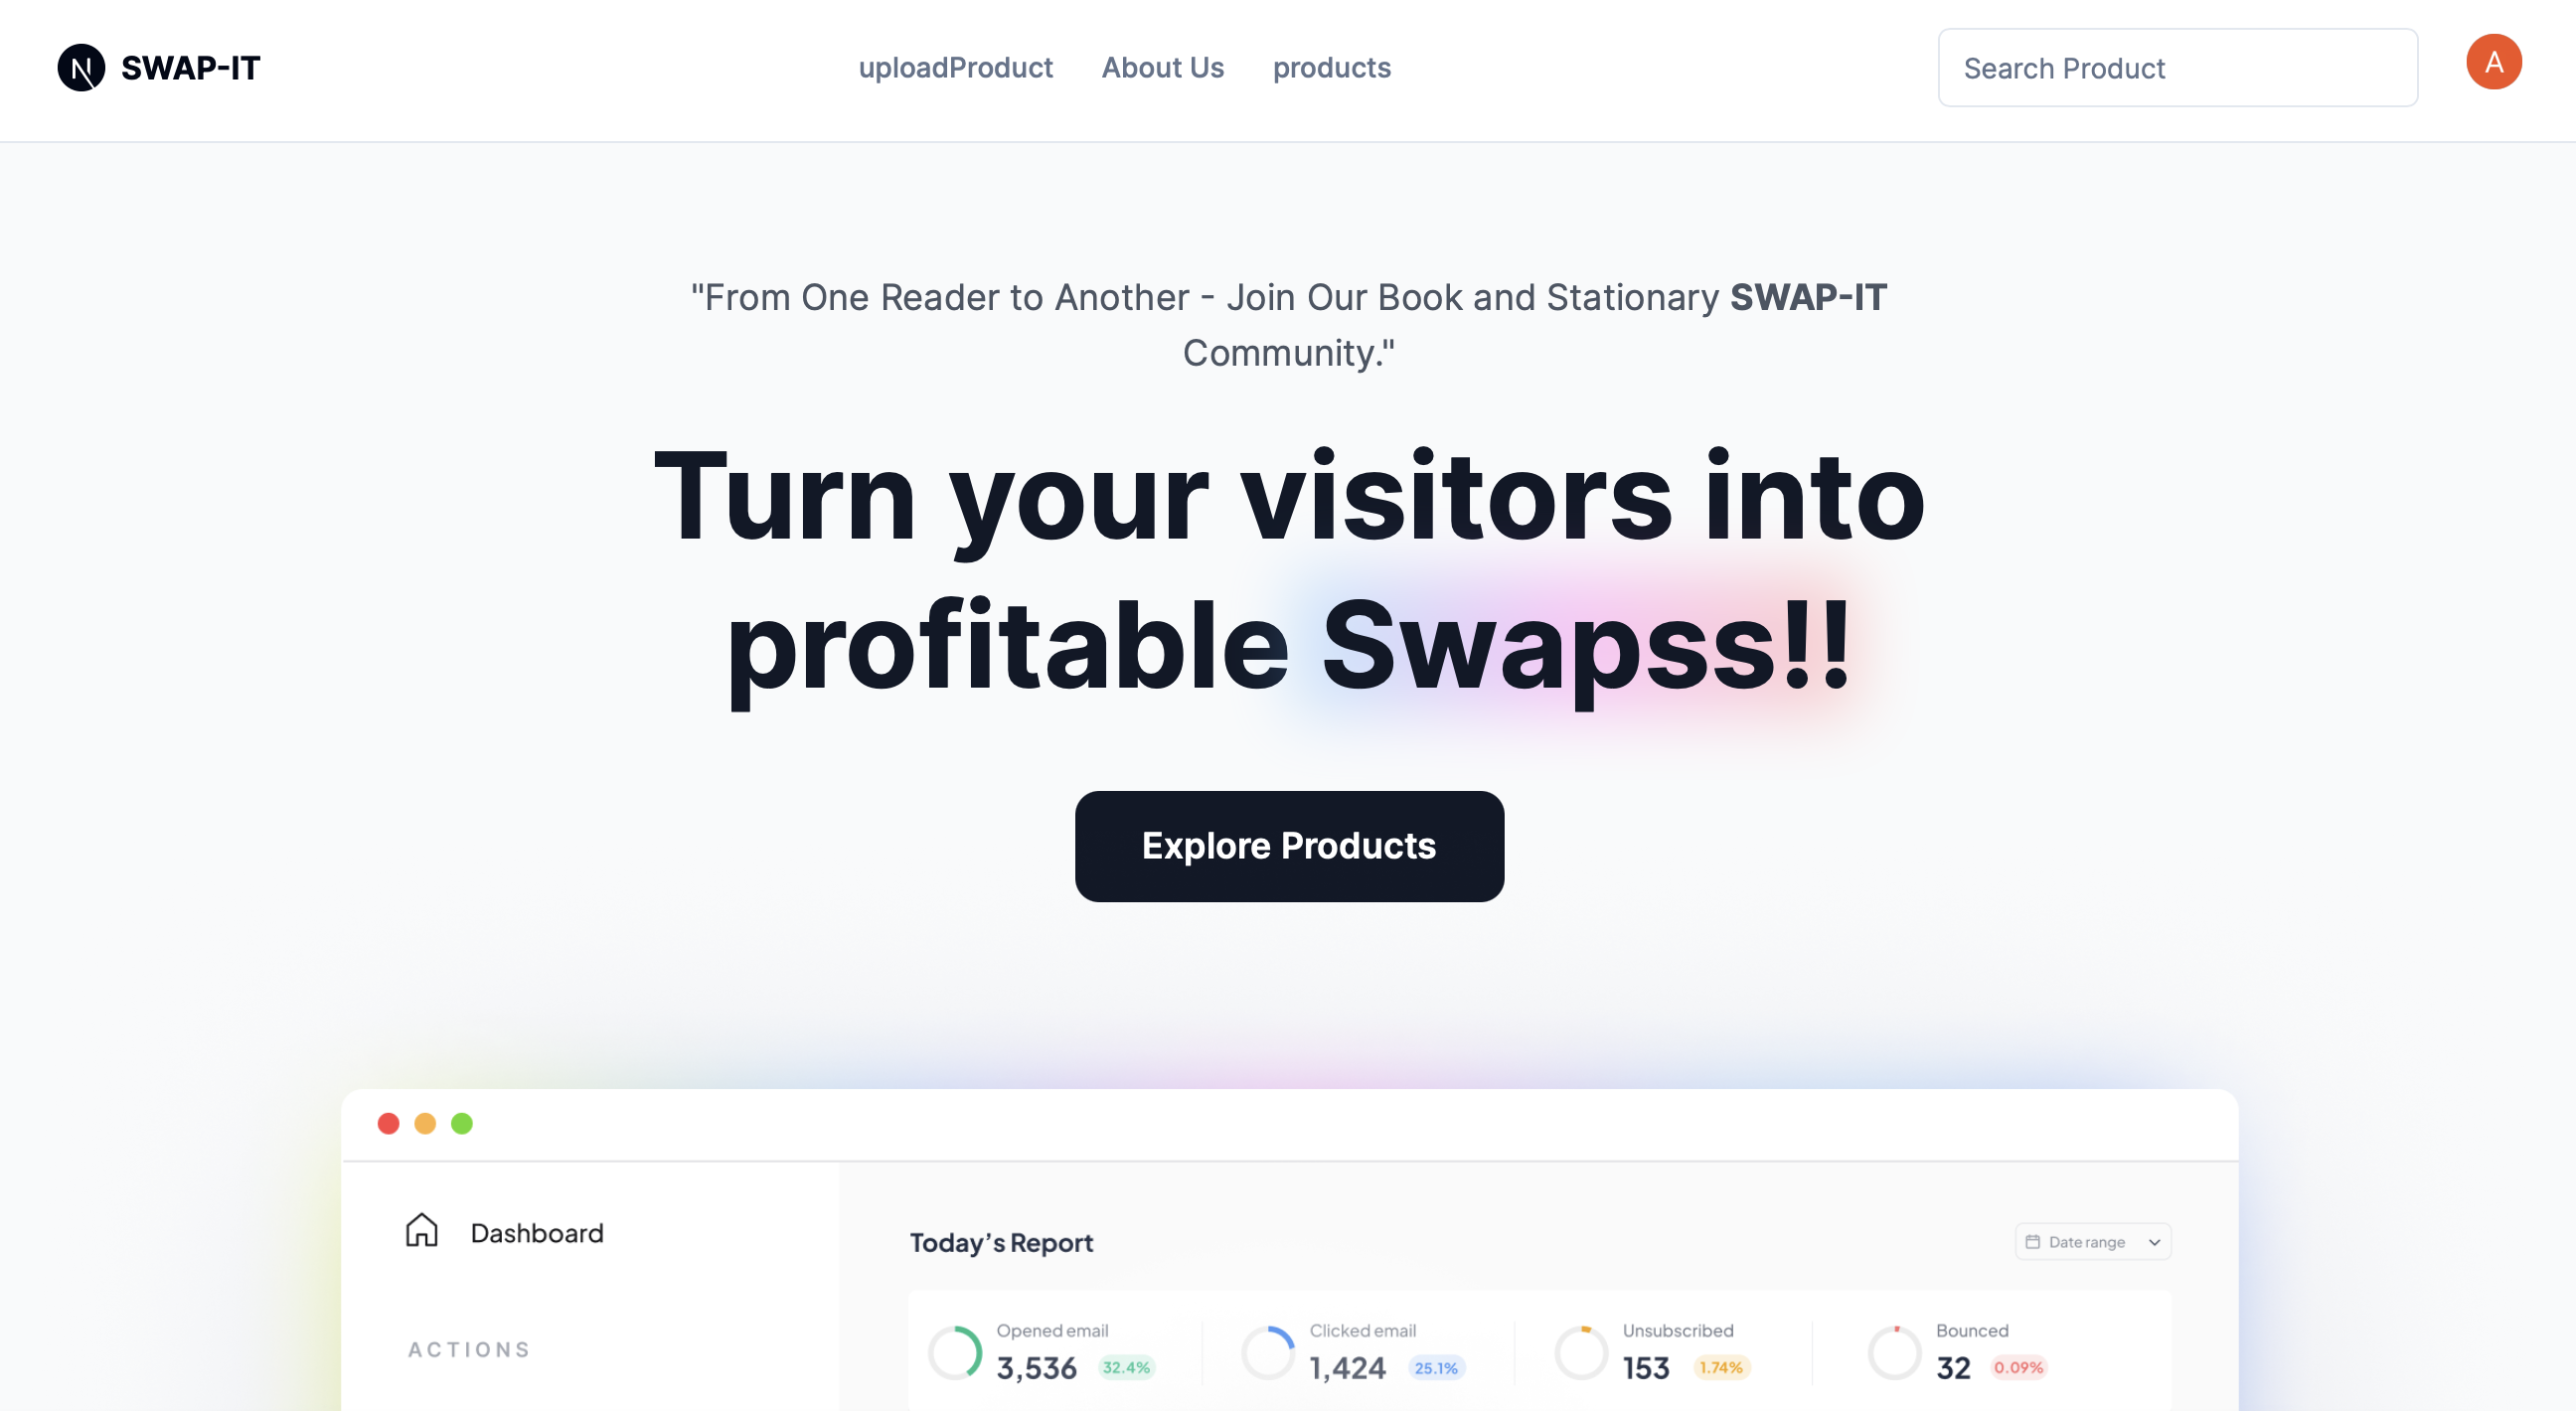 N SWAP-IT
uploadProduct About Us products
Search Product
A
"From One Reader to Another - Join Our Book and Stationary SWAP-IT
Community."
Turn your visitors into
profitable Swapss!!
Explore Products
Dashboard
ACTIONS
Today’s Report
Date range
Opened email
3,536 32.4%
Clicked email
1,424 25.1%
Unsubscribed
153 1.74%
Bounced
32 0.09%